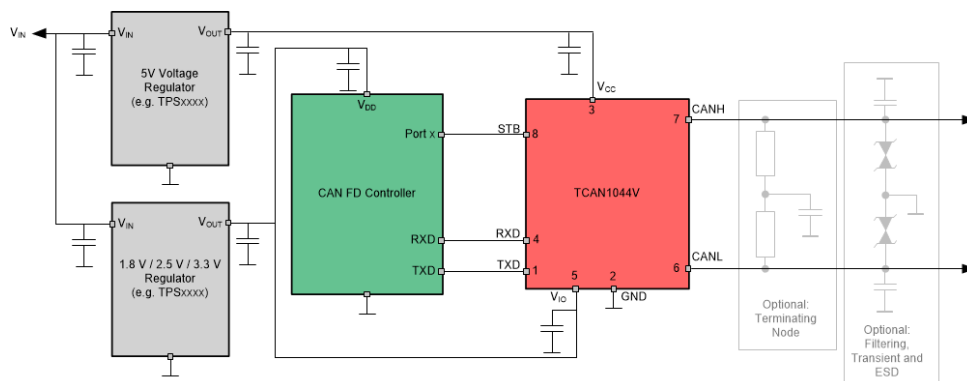 VIN
VIN
VOUT
5V Voltage
Regulator
(e.g. TPSxxxx)
VIN
VOUT
1.8 V / 2.5 V / 3.3 V
Regulator
(e.g. TPSxxxx)
VDD
Port x
CAN FD Controller
RXD
TXD
STB
RXD
TXD
VCC
3
8
7
CANH
TCAN1044V
4
1
5
2
6
CANL
VIO
GND
Optional:
Terminating
Node
Optional:
Filtering,
Transient and
ESD